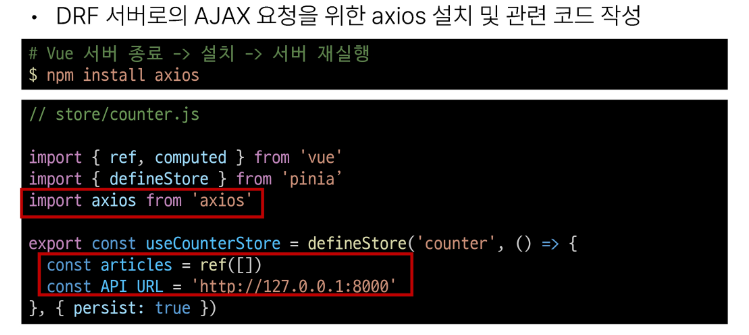 • DRF 서버로의 AJAX 요청을 위한 axios 설치 및 관련 코드 작성
# Vue 서버 종료 -> 설치 -> 서버 재실행
$ npm install axios
// store/counter.js
import { ref, computed } from 'vue'
import { defineStore } from 'pinia’
import axios from 'axios'
export const useCounterStore = defineStore('counter', () => {
const articles = ref([])
const API_URL = 'http://127.0.0.1:8000'
}, { persist: true })